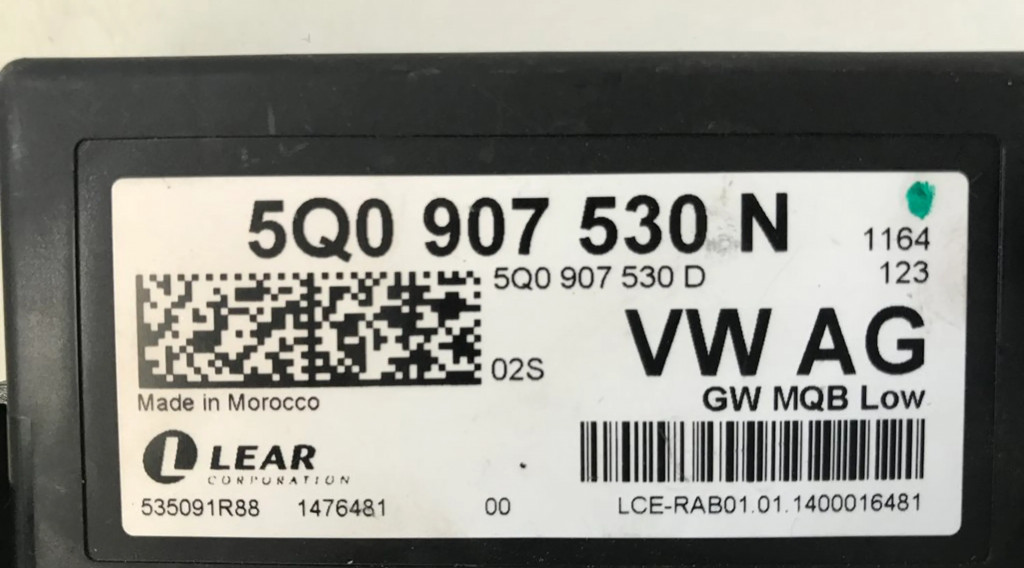 5Q0 907 530 N
1164
5Q0 907 530 D
123
VW AG
02S
GW MQB Low
Made in Morocco
L LEAR
CORPORATION
535091R88 1476481 00 LCE-RAB01.01.1400016481